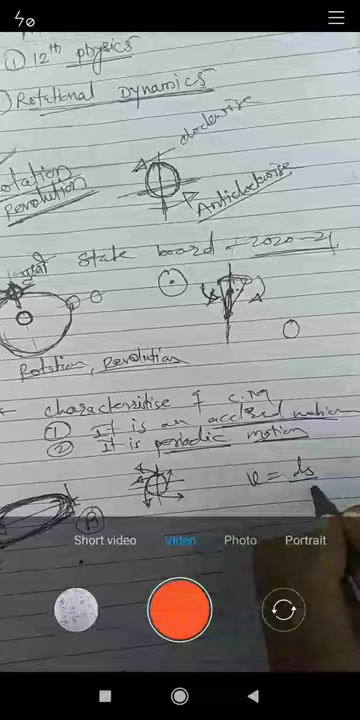 ① 12th physics
Rotational Dynamics
clockwise
Rotation
Revolution
Anticlockwise
State board - 2020-21
Rotation, Revolution
characteristics of c.m
① It is an accelerated motion
② It is periodic motion
B
v = ds
Short video Video Photo Portrait